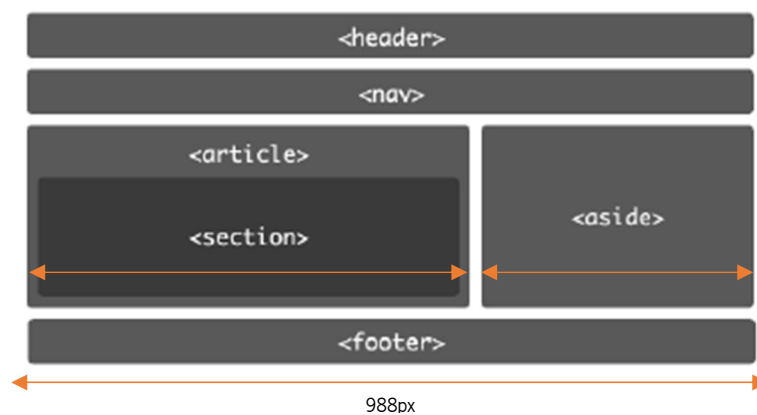 <header>
<nav>
<article>
<section>
<aside>
<footer>
988px